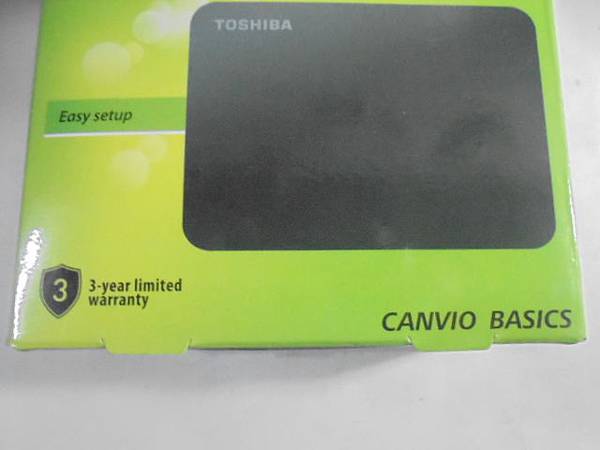 TOSHIBA
Easy setup
3
3-year limited
warranty
CANVIO BASICS